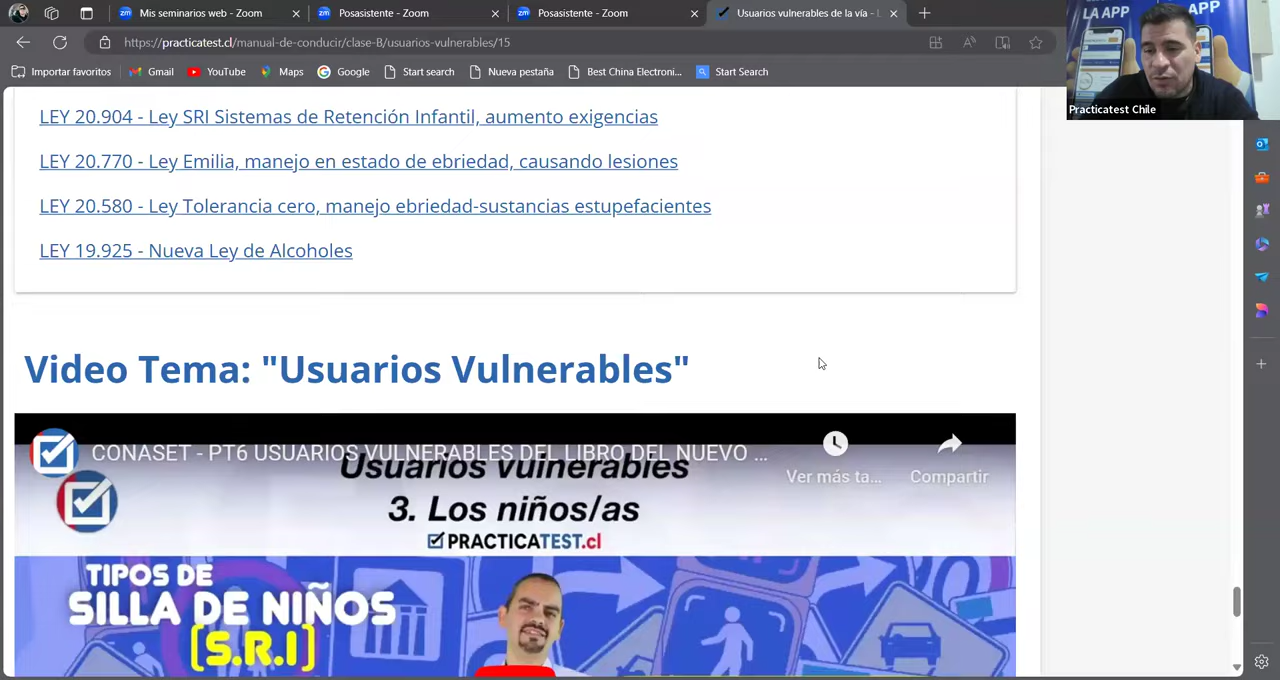 Mis seminarios web - Zoom
Posasistente - Zoom
Posasistente - Zoom
Usuarios vulnerables de la vía -
https://practicatest.cl/manual-de-conducir/clase-B/usuarios-vulnerables/15
Importar favoritos
Gmail
YouTube
Maps
Google
Start search
Nueva pestaña
Best China Electroni...
Start Search
LA APP
APP
Practicatest Chile
LEY 20.904 - Ley SRI Sistemas de Retención Infantil, aumento exigencias
LEY 20.770 - Ley Emilia, manejo en estado de ebriedad, causando lesiones
LEY 20.580 - Ley Tolerancia cero, manejo ebriedad-sustancias estupefacientes
LEY 19.925 - Nueva Ley de Alcoholes
Video Tema: "Usuarios Vulnerables"
CONASET - PT6 USUARIOS VULNERABLES DEL LIBRO DEL NUEVO ...
Ver más ta...
Compartir
Usuarios vulnerables
3. Los niños/as
PRACTICATEST.cl
TIPOS DE
SILLA DE NIÑOS
(S.R.I)